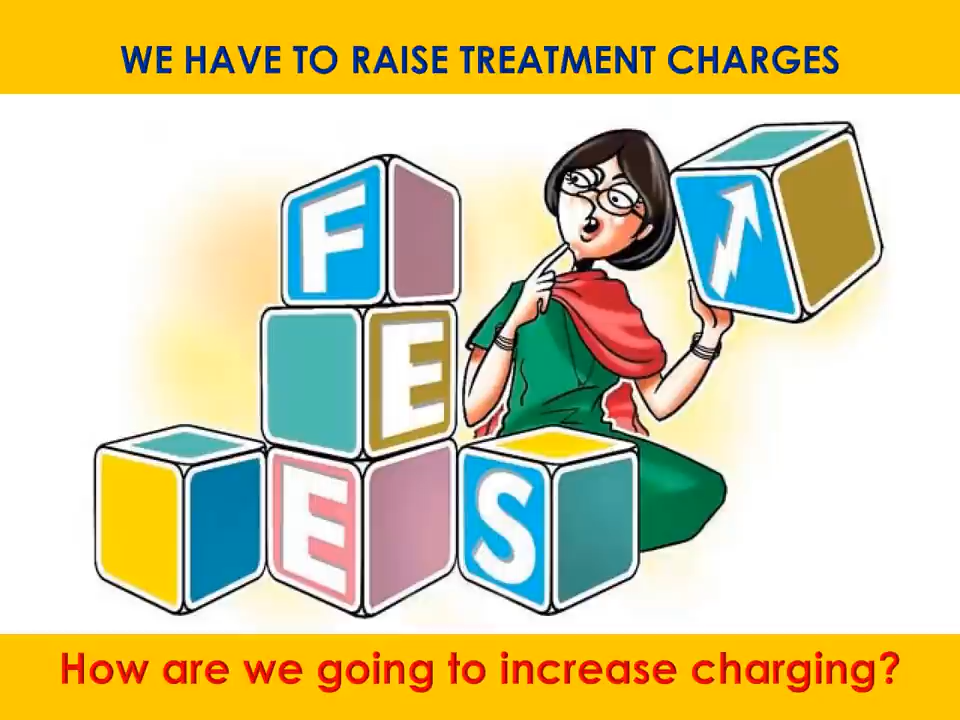 WE HAVE TO RAISE TREATMENT CHARGES
F
E
E S
How are we going to increase charging?